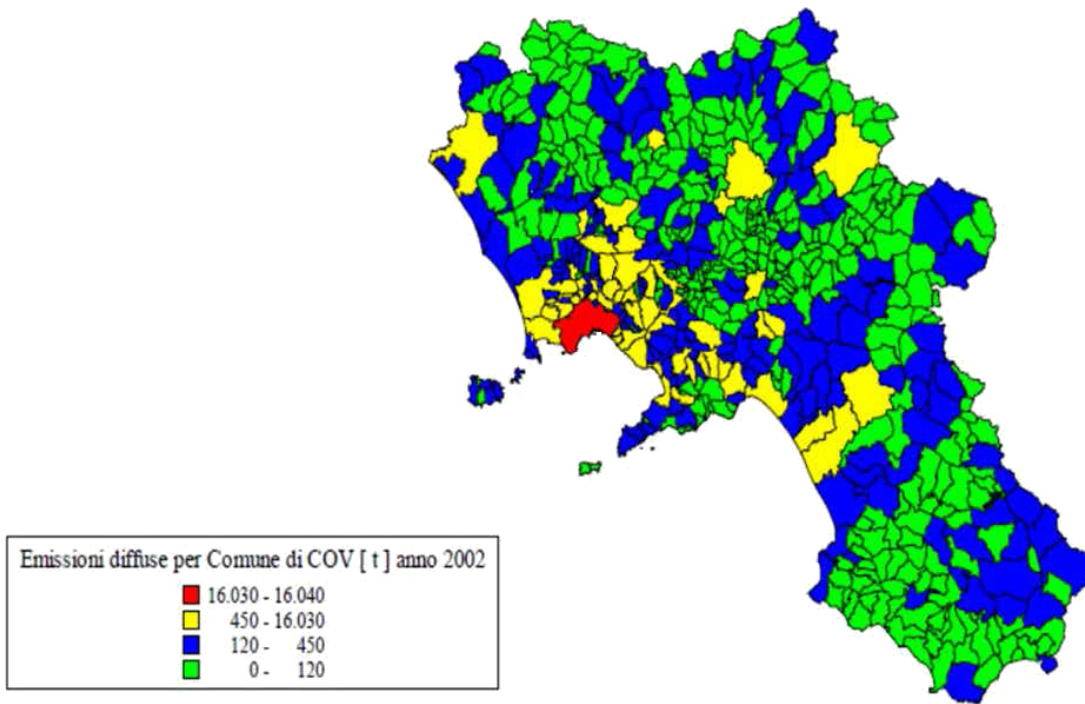 Emissioni diffuse per Comune di COV [ t ] anno 2002
16.030 - 16.040
450 - 16.030
120 - 450
0 - 120